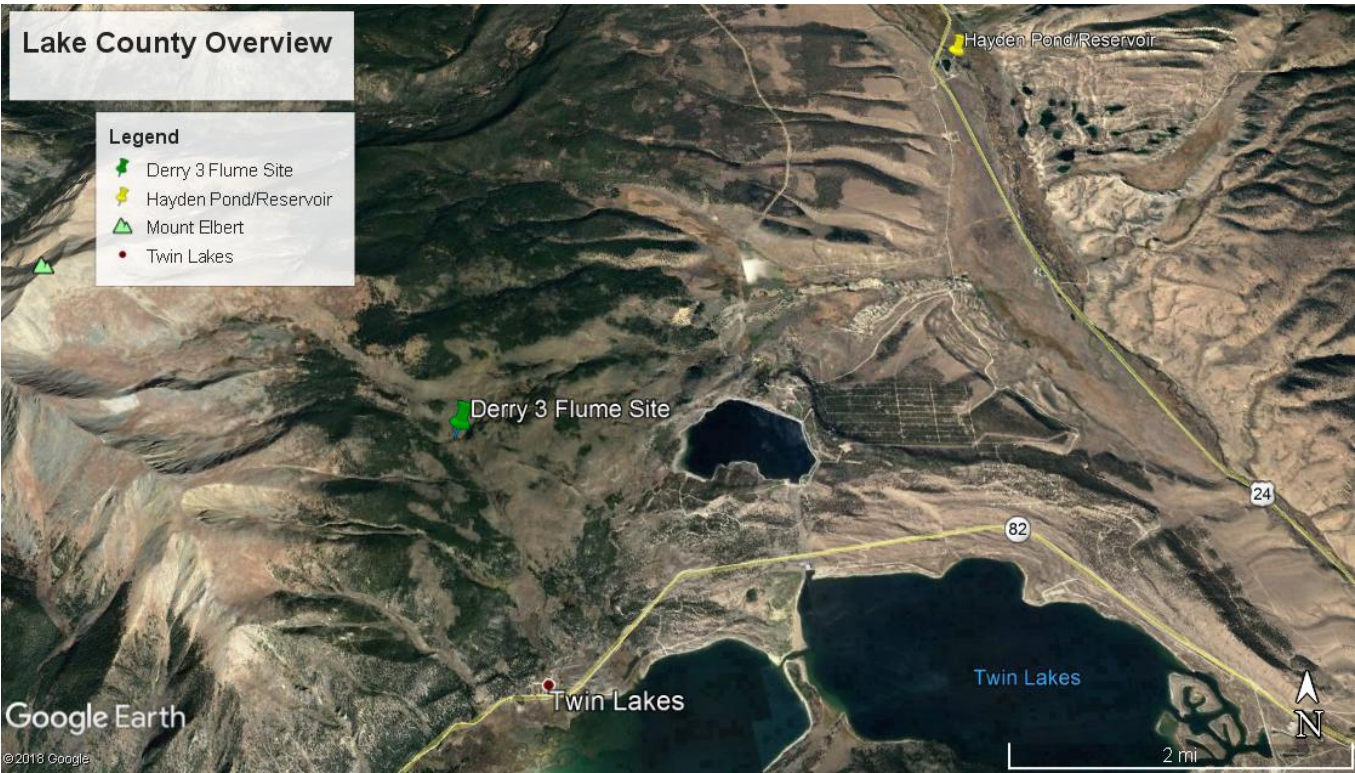 Lake County Overview
Legend
Derry 3 Flume Site
Hayden Pond/Reservoir
Mount Elbert
Twin Lakes
Hayden Pond/Reservoir
Derry 3 Flume Site
24
82
Twin Lakes
Twin Lakes
N
Google Earth
©2018 Google
2 mi